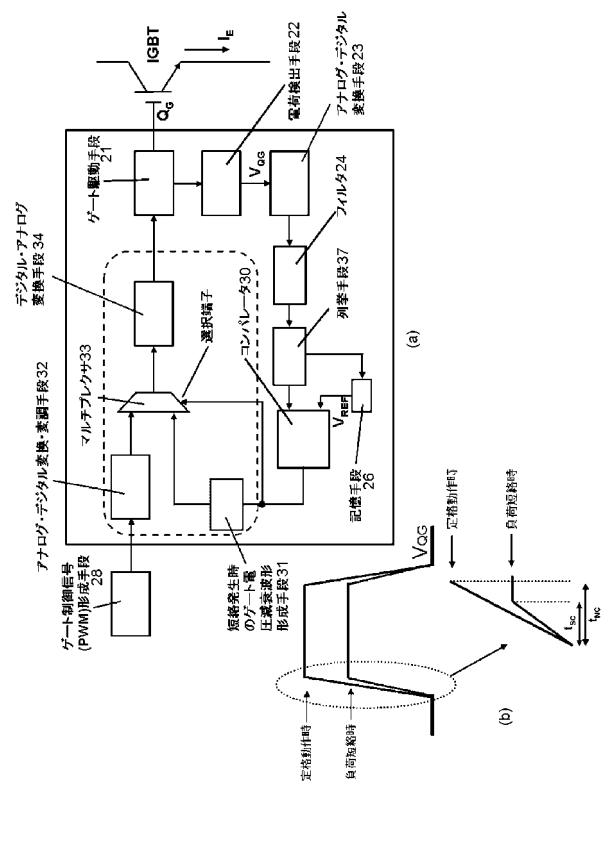 ゲート制御信号
(PWM)形成手段
28
アナログ・デジタル変換・変調手段32
マルチプレクサ33
デジタル・アナログ
変換手段34
選択端子
ゲート駆動手段
21
Q_G
IGBT
I_E
短絡発生時
のゲート電
圧減衰波形
形成手段31
コンパレータ30
列挙手段37
フィルタ24
V_QG
電荷検出手段22
アナログ・デジタル
変換手段23
V_REF
記憶手段
26
(a)
定格動作時
負荷短絡時
V_QG
定格動作時
負荷短絡時
t_SC
t_NC
(b)